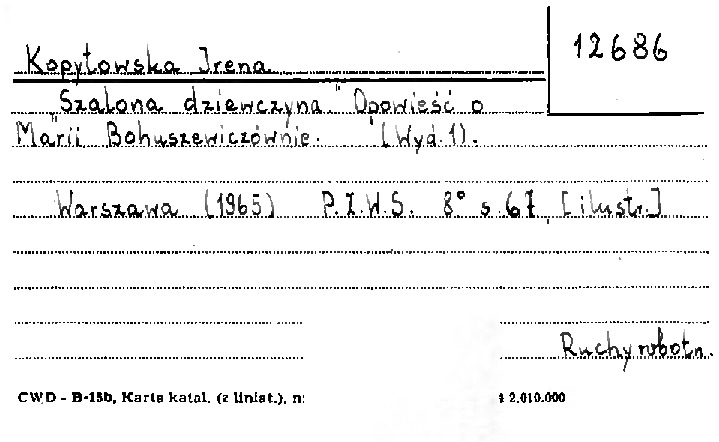 12686
Kopytowska Irena
"Szalona dziewczyna." Opowieść o
Marii Bohuszewiczównie. (Wyd.1).
Warszawa (1965) P.Z.W.S. 8° s.67, [ilustr.]
Ruchy robotn.
CWD - B-15b, Karta katal. (z liniat.), n: 2.010.000